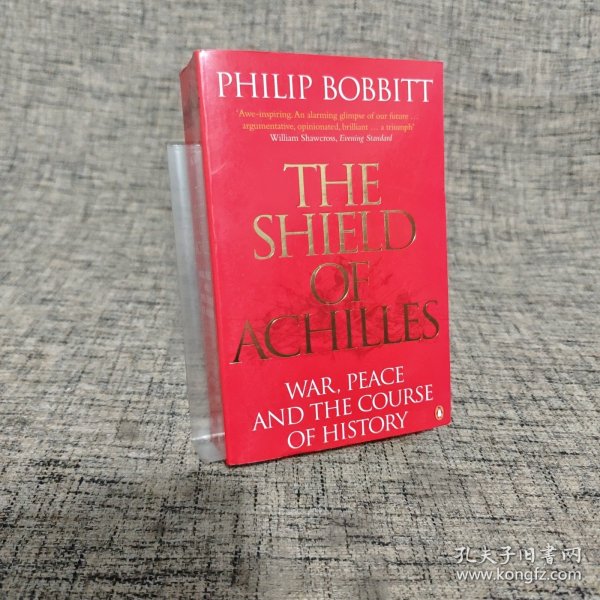 PHILIP BOBBITT
'Awe-inspiring. An alarming glimpse of our future ...
argumentative, opinionated, brilliant ... a triumph'
William Shawcross, Evening Standard
THE
SHIELD
OF
ACHILLES
WAR, PEACE
AND THE COURSE
OF HISTORY
孔夫子旧书网
www.kongfz.com